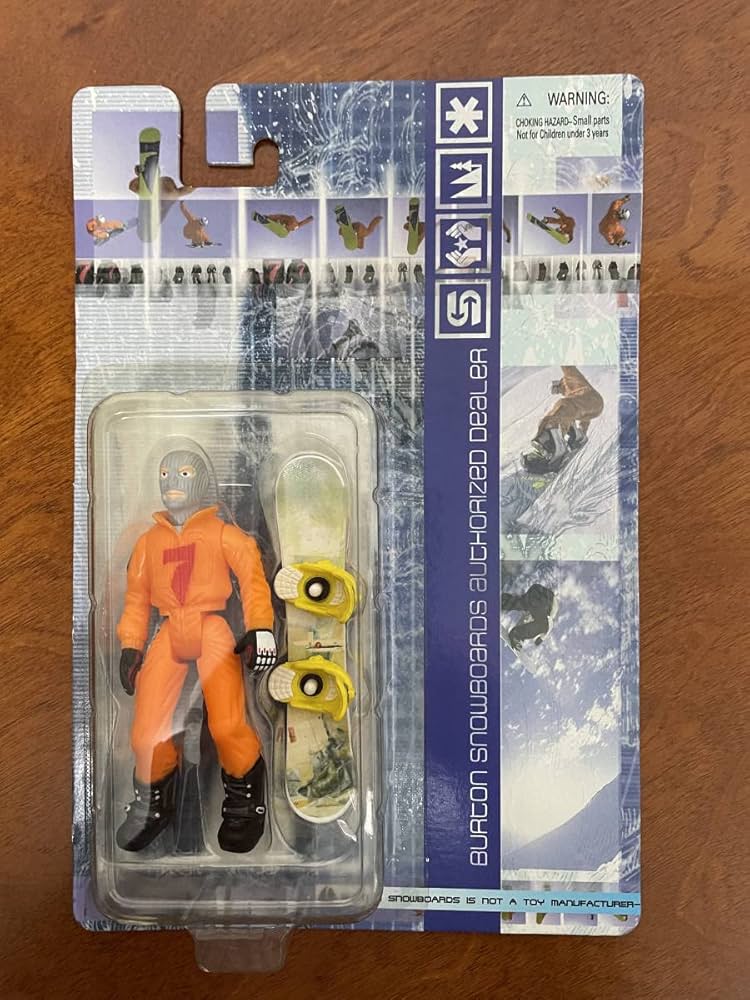 ⚠ WARNING:
CHOKING HAZARD–Small parts
Not for Children under 3 years
BURTON SNOWBOARDS AUTHORIZED DEALER
7
SNOWBOARDS IS NOT A TOY MANUFACTURER-